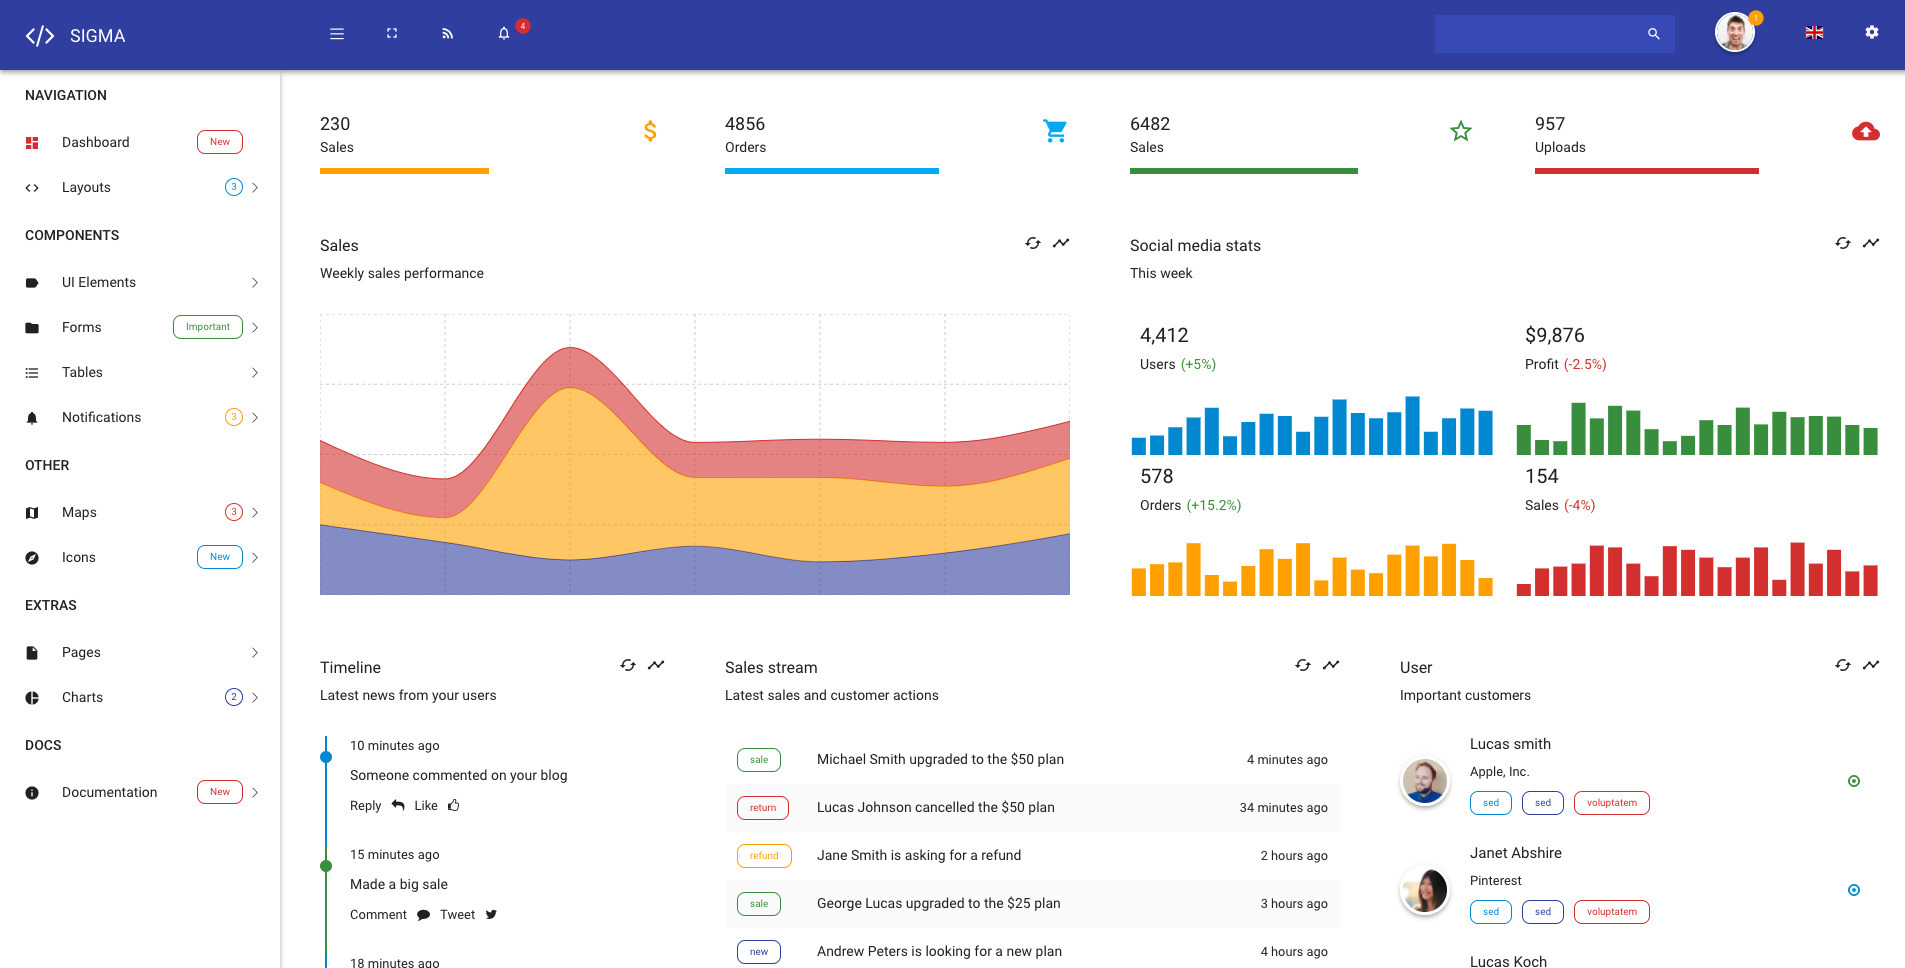 SIGMA
4
1
NAVIGATION
Dashboard New
Layouts 3
COMPONENTS
UI Elements
Forms Important
Tables
Notifications 3
OTHER
Maps 3
Icons New
EXTRAS
Pages
Charts 2
DOCS
Documentation New
230
Sales
4856
Orders
6482
Sales
957
Uploads
Sales
Weekly sales performance
Social media stats
This week
4,412
Users (+5%)
$9,876
Profit (-2.5%)
578
Orders (+15.2%)
154
Sales (-4%)
Timeline
Latest news from your users
10 minutes ago
Someone commented on your blog
Reply Like
15 minutes ago
Made a big sale
Comment Tweet
18 minutes ago
Sales stream
Latest sales and customer actions
sale Michael Smith upgraded to the $50 plan 4 minutes ago
return Lucas Johnson cancelled the $50 plan 34 minutes ago
refund Jane Smith is asking for a refund 2 hours ago
sale George Lucas upgraded to the $25 plan 3 hours ago
new Andrew Peters is looking for a new plan 4 hours ago
User
Important customers
Lucas smith
Apple, Inc.
sed sed voluptatem
Janet Abshire
Pinterest
sed sed voluptatem
Lucas Koch